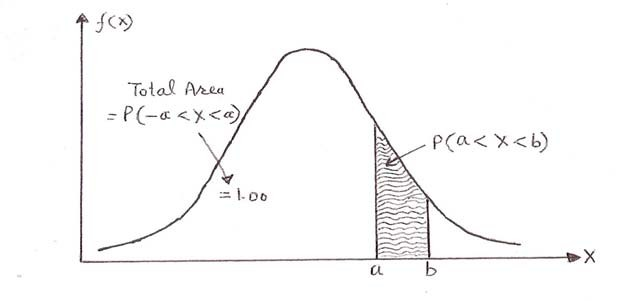 f(x)
Total Area
= P(-∝ < X < ∝)
= 1.00
P(a < X < b)
a b
X